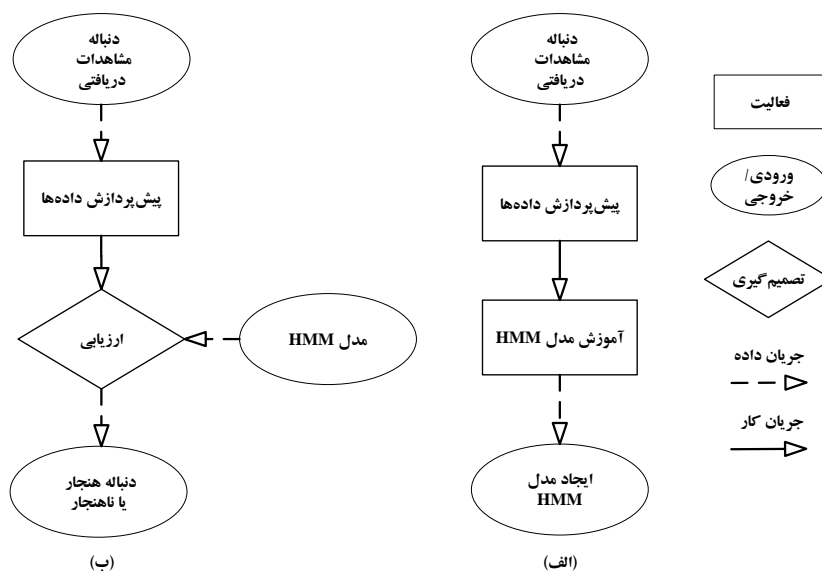 دنباله
مشاهدات
دریافتی
پیش‌پردازش داده‌ها
آموزش مدل HMM
ایجاد مدل
HMM
(الف)
دنباله
مشاهدات
دریافتی
پیش‌پردازش داده‌ها
ارزیابی
مدل HMM
دنباله هنجار
یا ناهنجار
(ب)
فعالیت
ورودی/
خروجی
تصمیم‌گیری
جریان داده
جریان کار